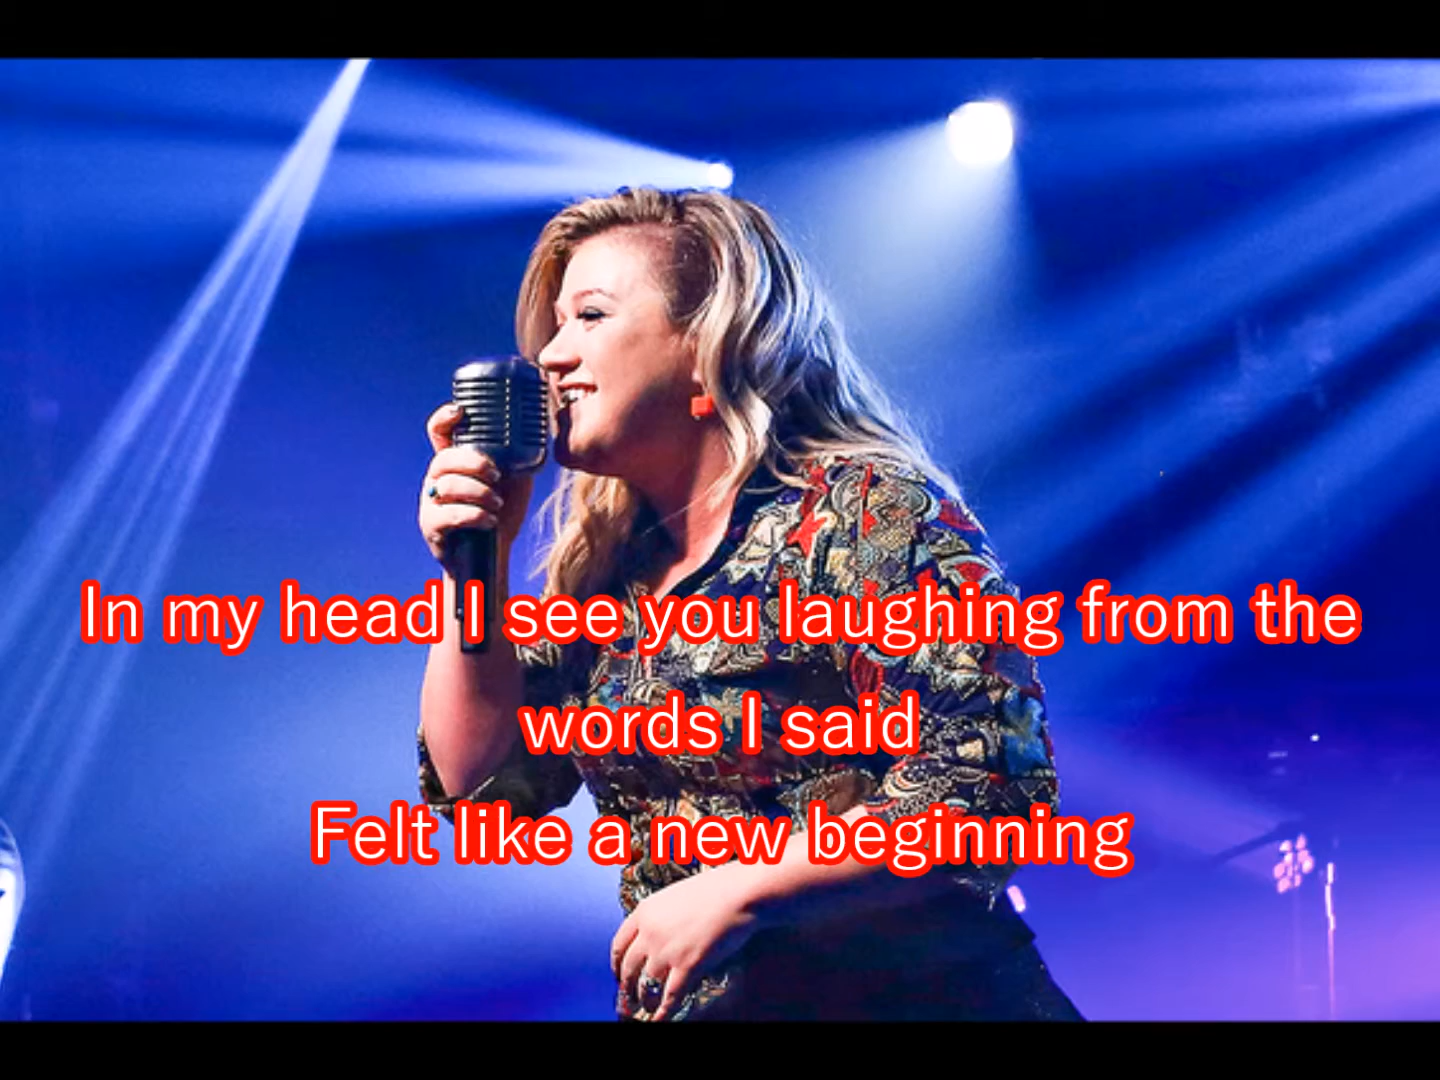 In my head I see you laughing from the
words I said
Felt like a new beginning